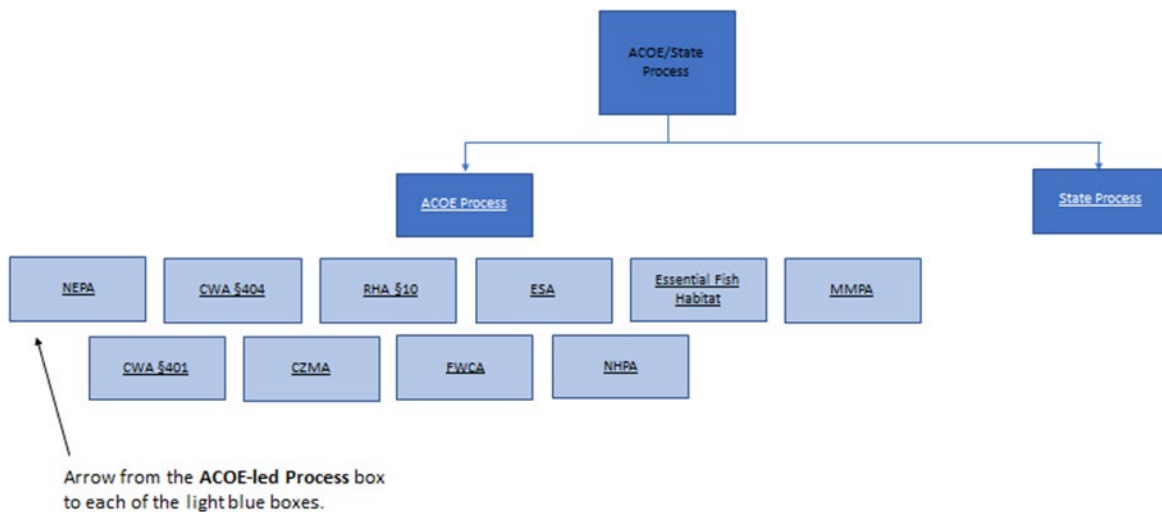 ACOE/State
Process
ACOE Process
State Process
NEPA
CWA §404
RHA §10
ESA
Essential Fish
Habitat
MMPA
CWA §401
CZMA
FWCA
NHPA
Arrow from the ACOE-led Process box
to each of the light blue boxes.